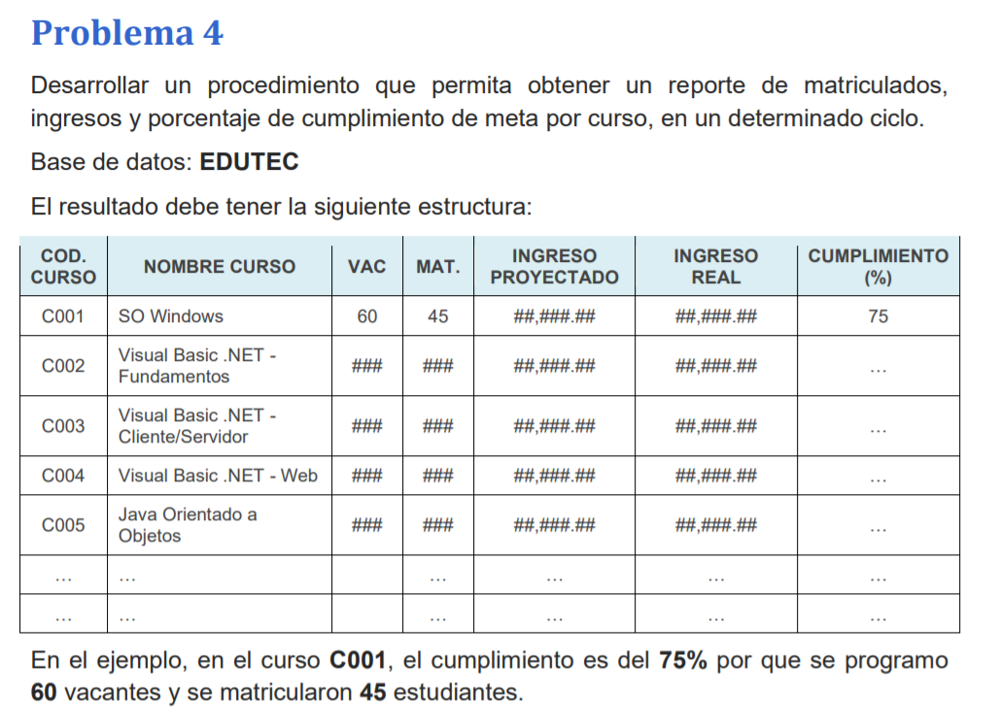 Problema 4
Desarrollar un procedimiento que permita obtener un reporte de matriculados,
ingresos y porcentaje de cumplimiento de meta por curso, en un determinado ciclo.
Base de datos: EDUTEC
El resultado debe tener la siguiente estructura:
COD. CURSO NOMBRE CURSO VAC MAT. INGRESO PROYECTADO INGRESO REAL CUMPLIMIENTO (%)
C001 SO Windows 60 45 ##,###.## ##,###.## 75
C002 Visual Basic .NET - Fundamentos ### ### ##,###.## ##,###.## ...
C003 Visual Basic .NET - Cliente/Servidor ### ### ##,###.## ##,###.## ...
C004 Visual Basic .NET - Web ### ### ##,###.## ##,###.## ...
C005 Java Orientado a Objetos ### ### ##,###.## ##,###.## ...
... ... ... ... ... ...
... ... ... ... ... ...
En el ejemplo, en el curso C001, el cumplimiento es del 75% por que se programo
60 vacantes y se matricularon 45 estudiantes.